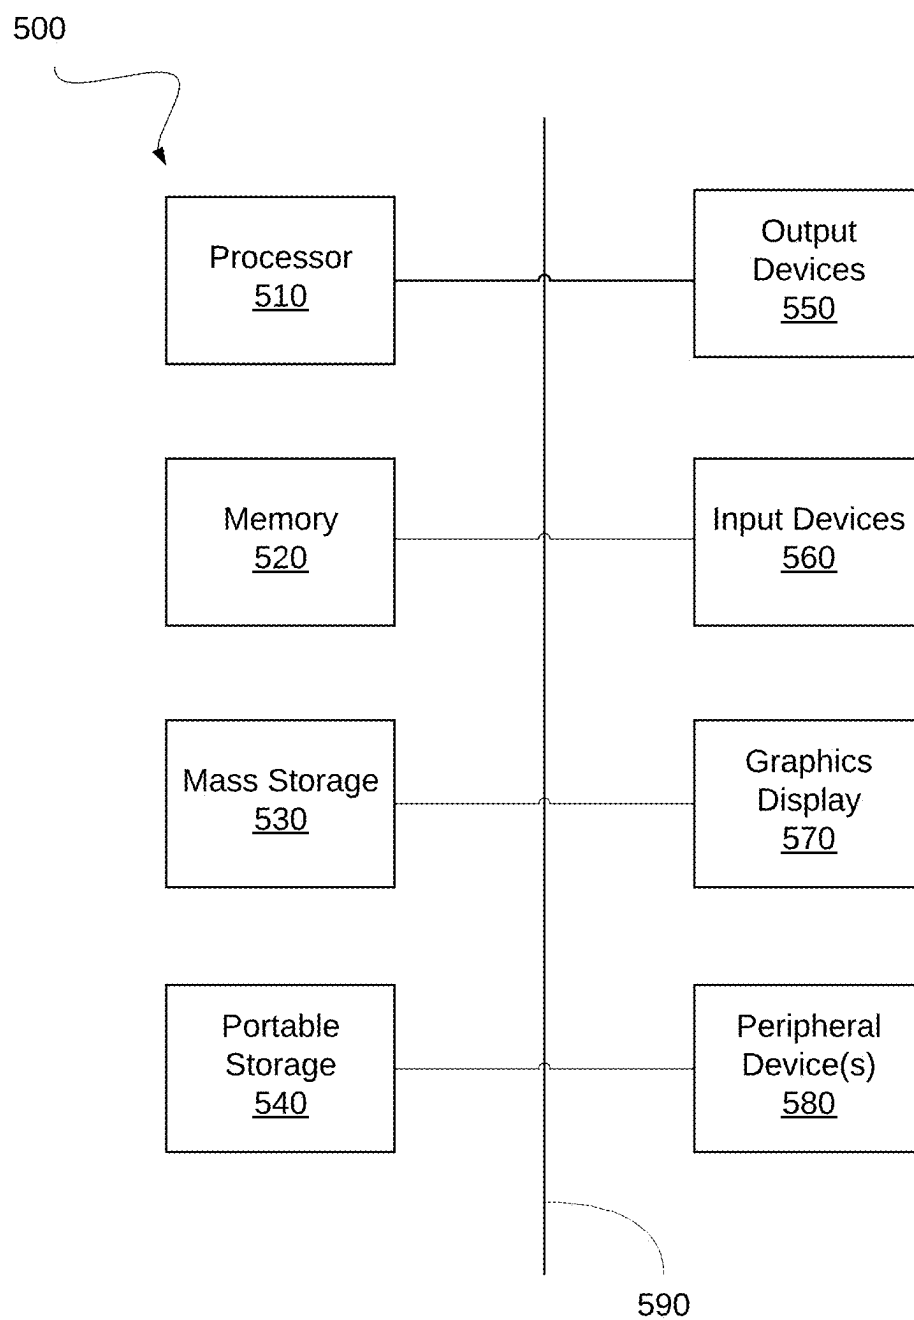 500
Processor
510
Output
Devices
550
Memory
520
Input Devices
560
Mass Storage
530
Graphics
Display
570
Portable
Storage
540
Peripheral
Device(s)
580
590